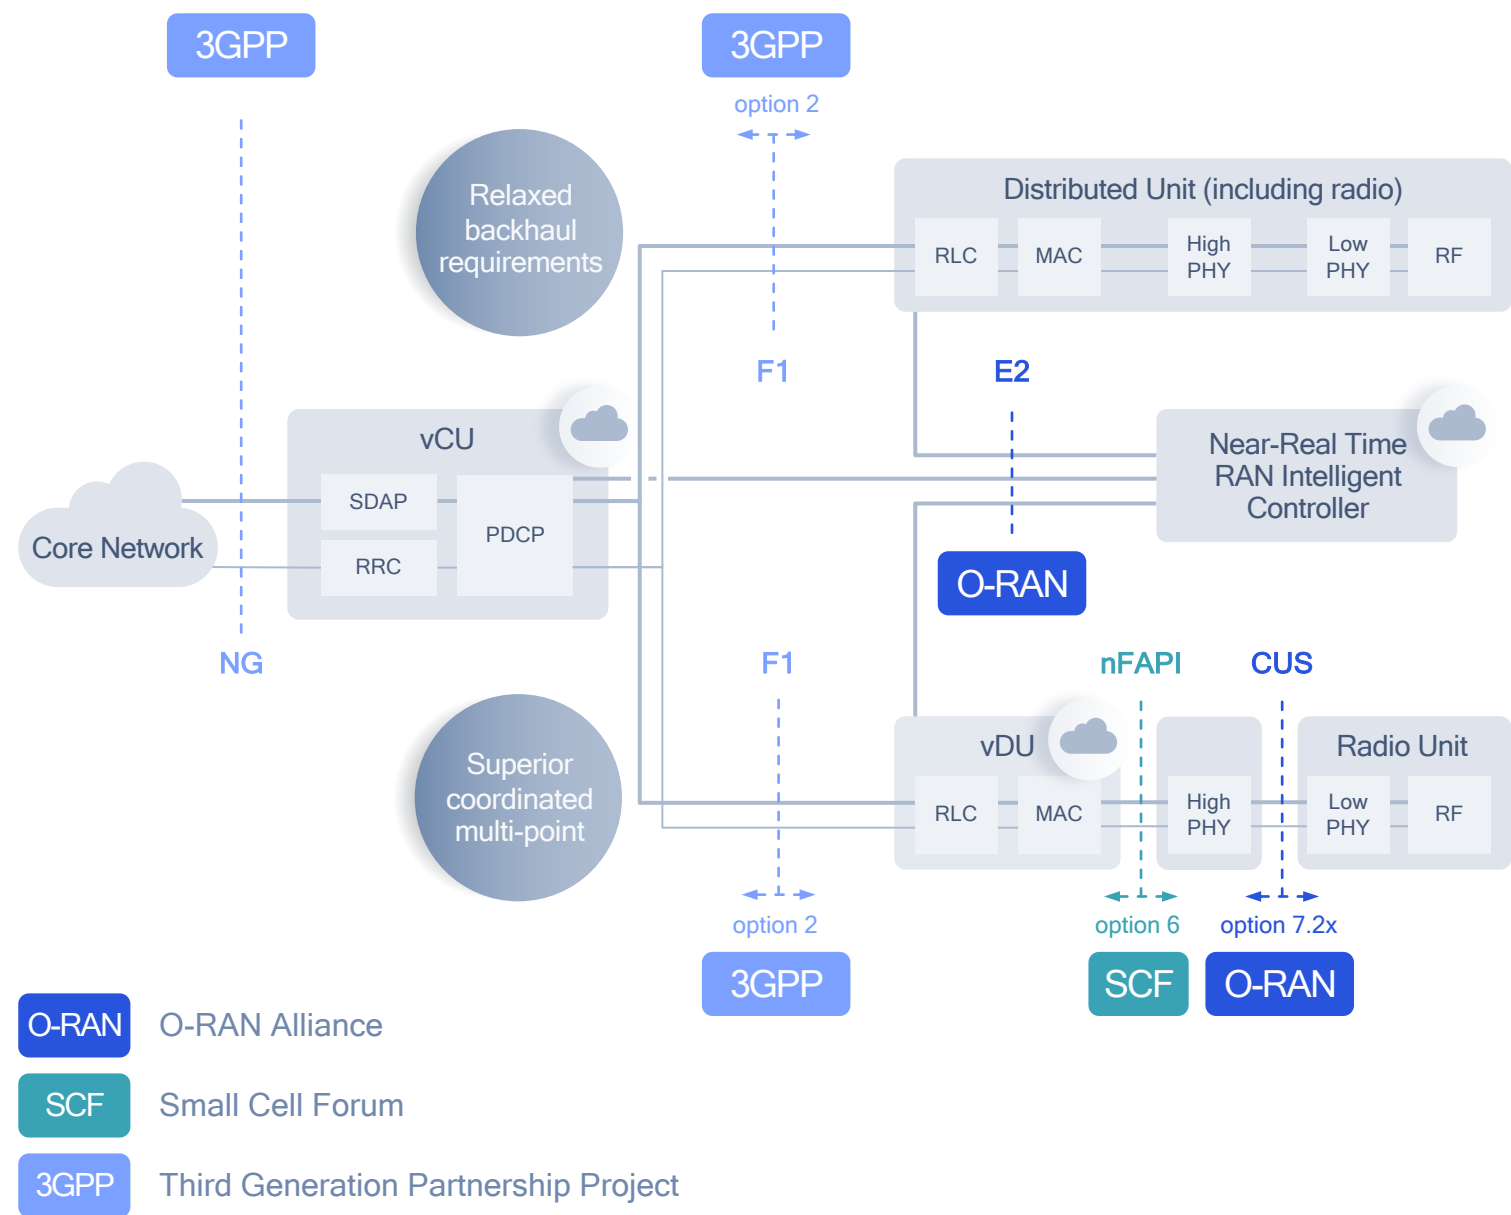 3GPP
3GPP
option 2
Relaxed
backhaul
requirements
Distributed Unit (including radio)
RLC
MAC
High
PHY
Low
PHY
RF
F1
E2
vCU
SDAP
RRC
PDCP
Core Network
Near-Real Time
RAN Intelligent
Controller
O-RAN
NG
F1
nFAPI
CUS
Superior
coordinated
multi-point
vDU
Radio Unit
RLC
MAC
High
PHY
Low
PHY
RF
option 2
option 6
option 7.2x
3GPP
SCF
O-RAN
O-RAN
O-RAN Alliance
SCF
Small Cell Forum
3GPP
Third Generation Partnership Project